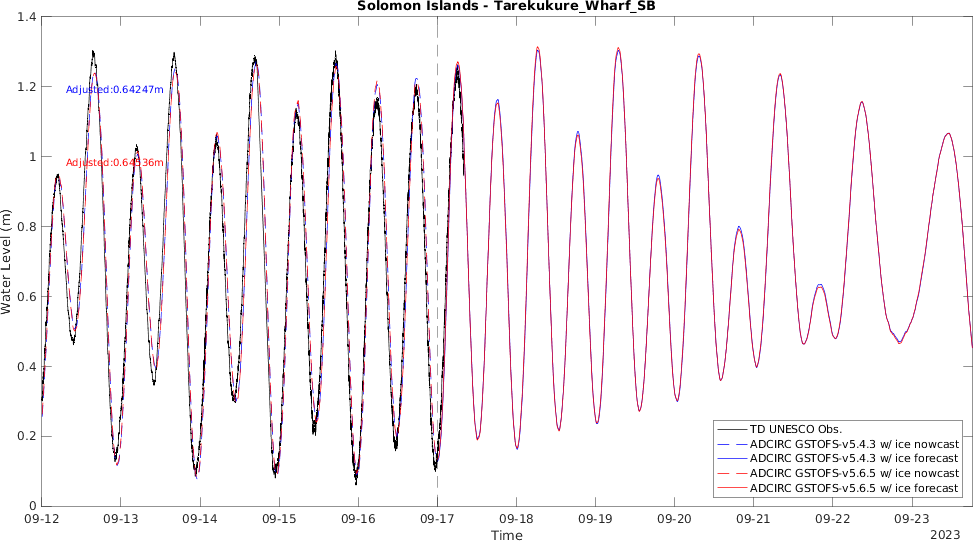 Solomon Islands - Tarekukure_Wharf_SB
1.4
1.2
1
0.8
0.6
0.4
0.2
0
Water Level (m)
Adjusted:0.64247m
Adjusted:0.64536m
TD UNESCO Obs.
ADCIRC GSTOFS-v5.4.3 w/ ice nowcast
ADCIRC GSTOFS-v5.4.3 w/ ice forecast
ADCIRC GSTOFS-v5.6.5 w/ ice nowcast
ADCIRC GSTOFS-v5.6.5 w/ ice forecast
09-12 09-13 09-14 09-15 09-16 09-17 09-18 09-19 09-20 09-21 09-22 09-23
Time
2023